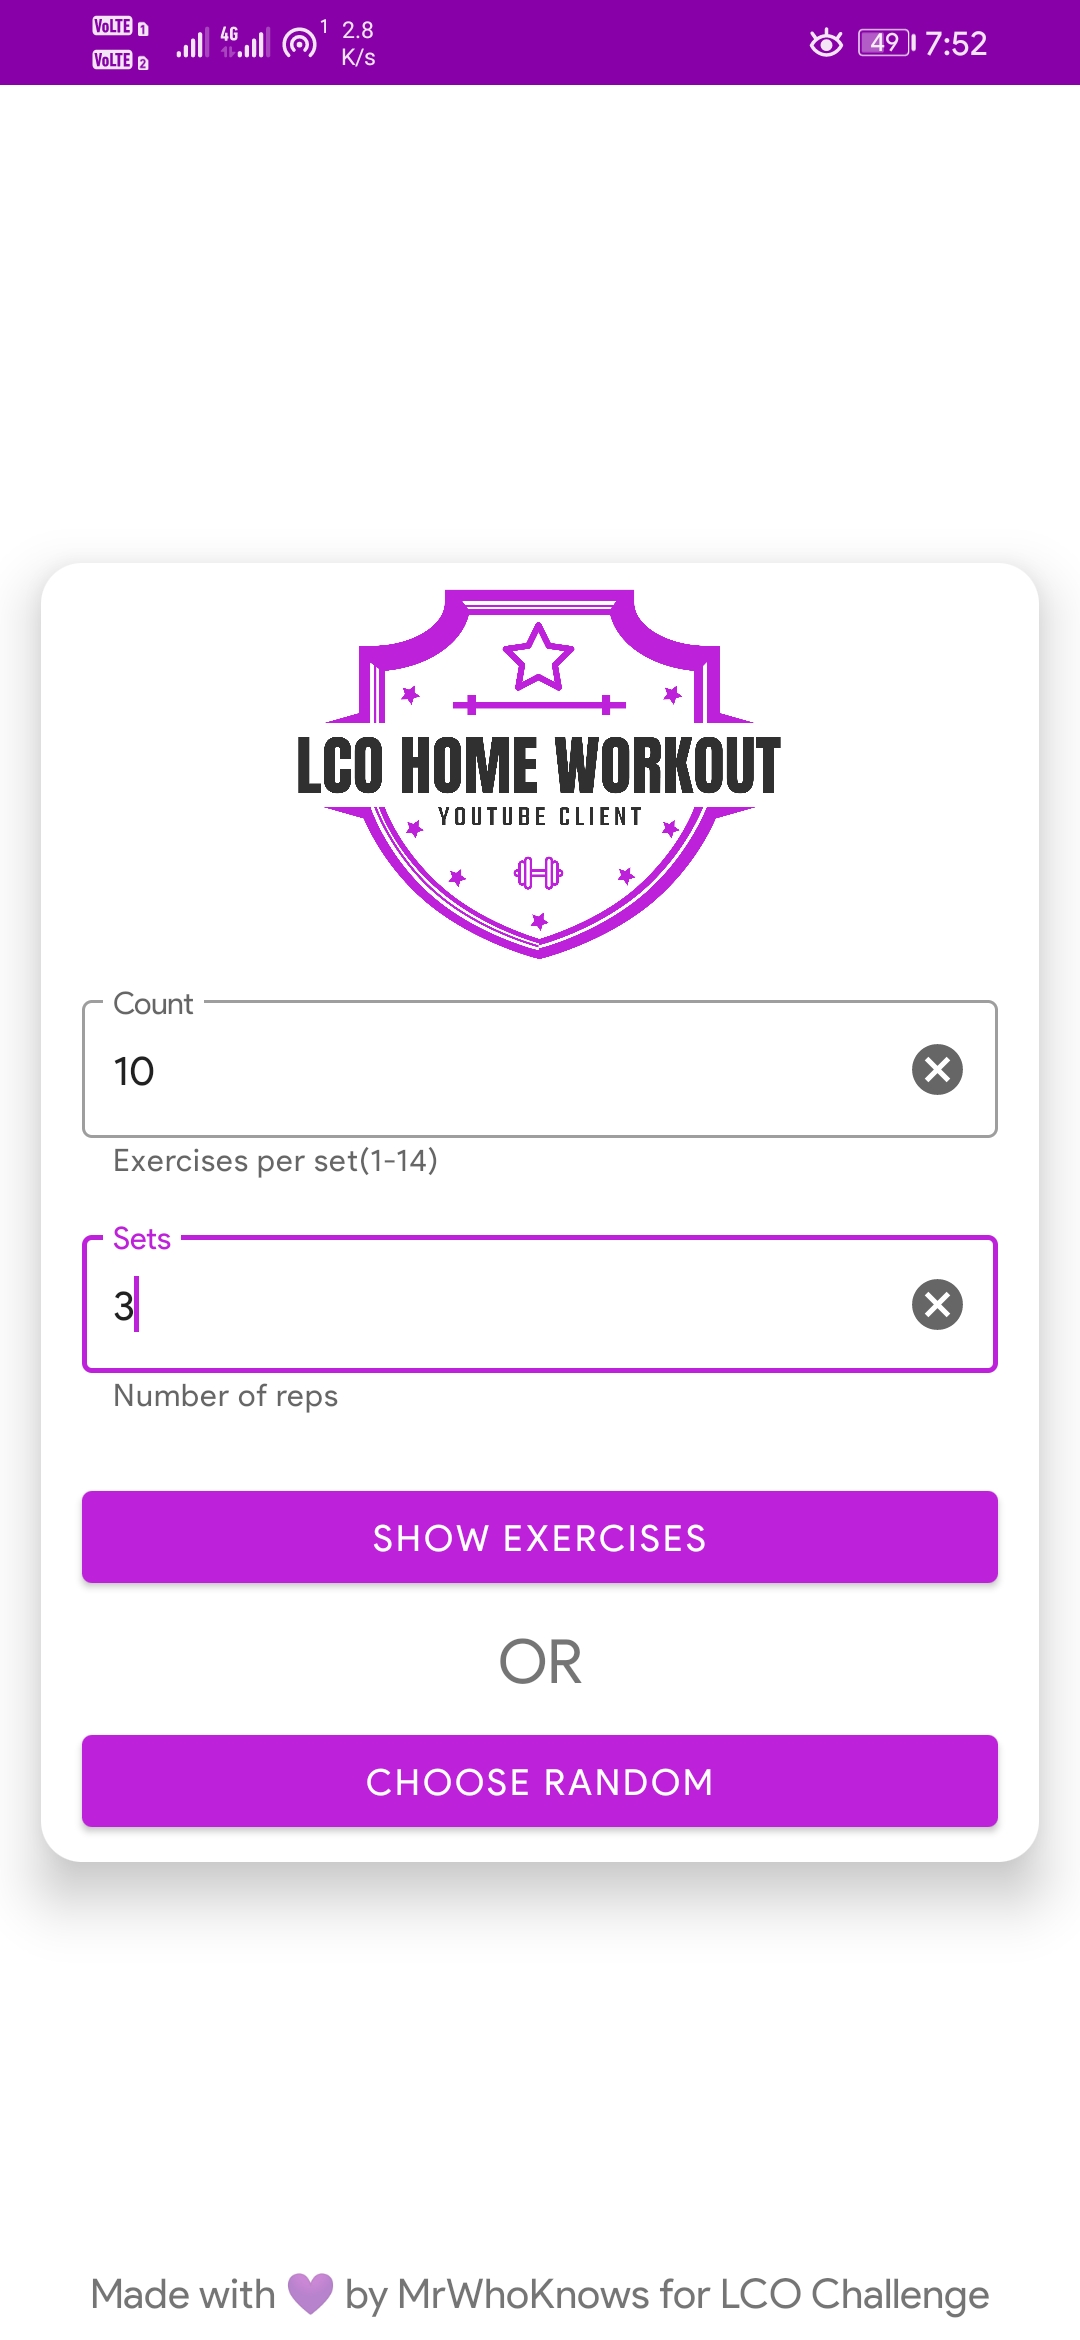 VoLTE 1
VoLTE 2
4G
1
2.8
K/s
49
7:52
LCO HOME WORKOUT
YOUTUBE CLIENT
Count
10
Exercises per set(1-14)
Sets
3
Number of reps
SHOW EXERCISES
OR
CHOOSE RANDOM
Made with 💜 by MrWhoKnows for LCO Challenge